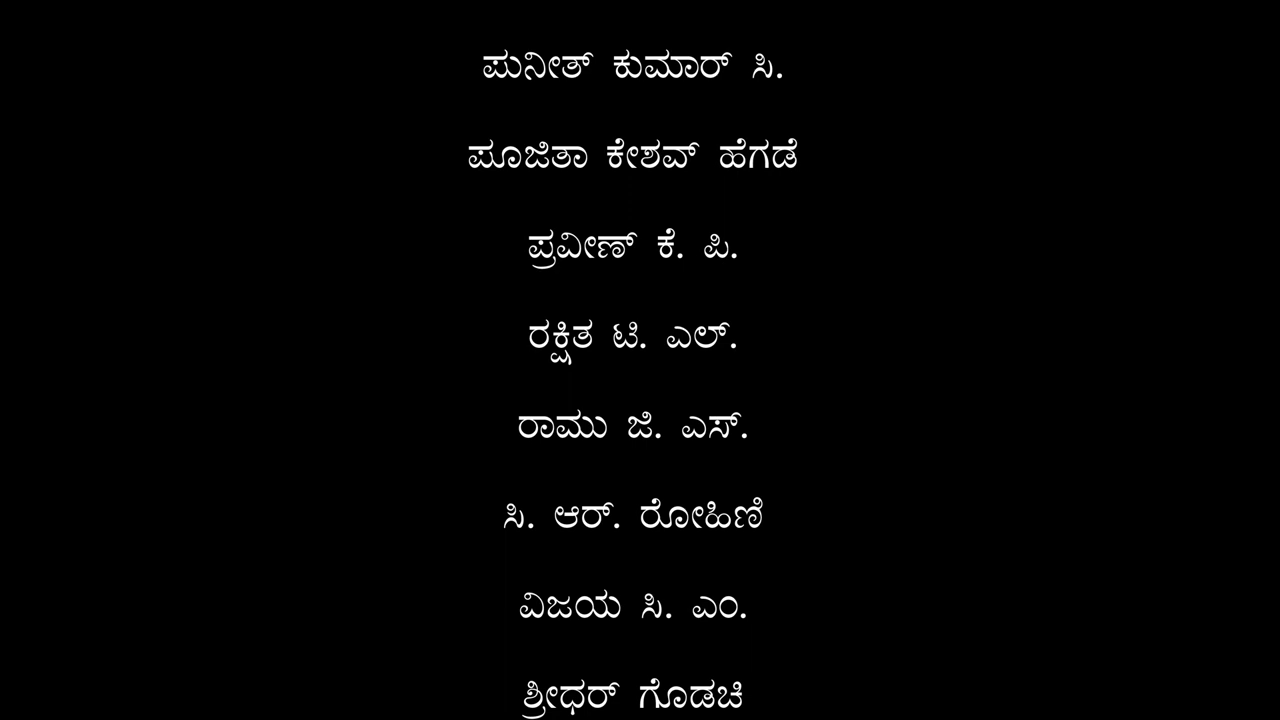 ಪುನೀತ್ ಕುಮಾರ್ ಸಿ.
ಪೂಜಿತಾ ಕೇಶವ್ ಹೆಗಡೆ
ಪ್ರವೀಣ್ ಕೆ. ಪಿ.
ರಕ್ಷಿತ ಟಿ. ಎಲ್.
ರಾಮು ಜಿ. ಎಸ್.
ಸಿ. ಆರ್. ರೋಹಿಣಿ
ವಿಜಯ ಸಿ. ಎಂ.
ಶ್ರೀಧರ್ ಗೊಡಚಿ